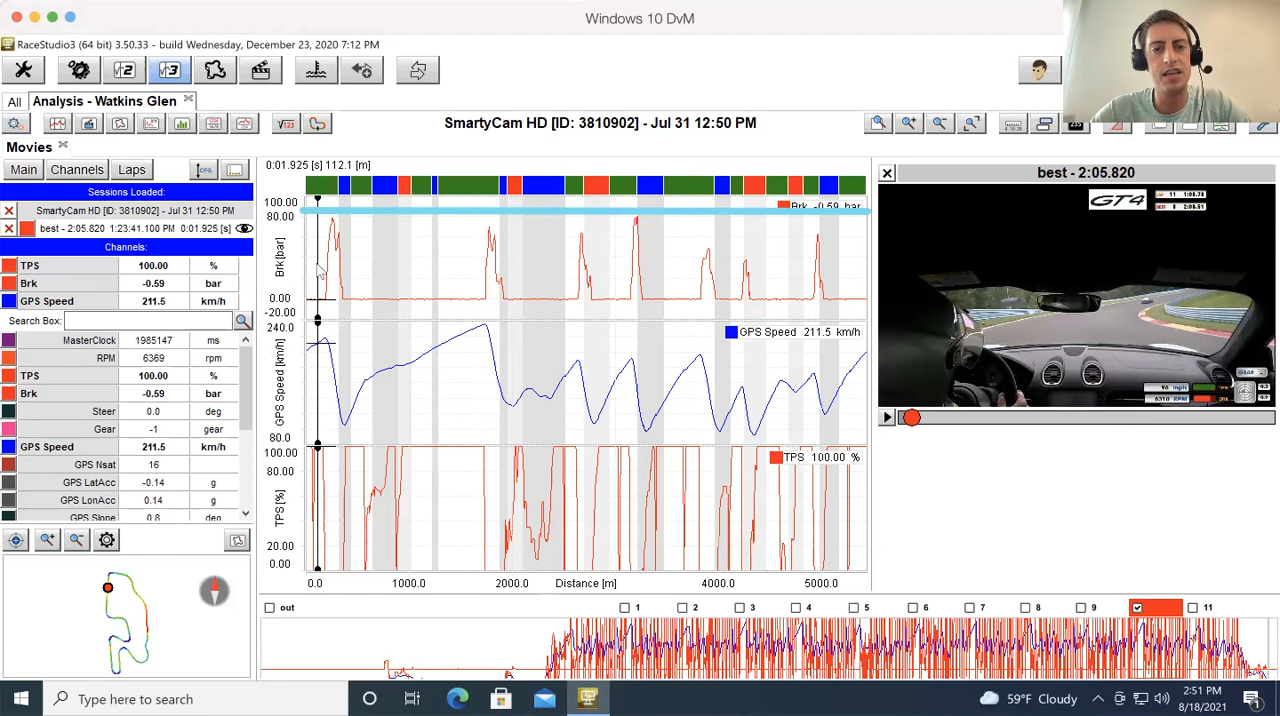 Windows 10 DvM
RaceStudio3 (64 bit) 3.50.33 - build Wednesday, December 23, 2020 7:12 PM
All
Analysis - Watkins Glen
SmartyCam HD [ID: 3810902] - Jul 31 12:50 PM
Movies
Main Channels Laps
Sessions Loaded:
SmartyCam HD [ID: 3810902] - Jul 31 12:50 PM
best - 2:05.820 1:23:41.100 PM 0:01.925 [s]
Channels:
TPS 100.00 %
Brk -0.59 bar
GPS Speed 211.5 km/h
Search Box:
MasterClock 1985147 ms
RPM 6369 rpm
TPS 100.00 %
Brk -0.59 bar
Steer 0.0 deg
Gear -1 gear
GPS Speed 211.5 km/h
GPS Nsat 16
GPS LatAcc -0.14 g
GPS LonAcc 0.14 g
GPS Slope 0.8 deg
0:01.925 [s] 112.1 [m]
100.00
80.00
Brk [bar]
0.00
-20.00
Brk -0.59 bar
240.0
GPS Speed [km/h]
80.0
GPS Speed 211.5 km/h
100.00
80.00
TPS [%]
20.00
0.00
TPS 100.00 %
0.0 1000.0 2000.0 Distance [m] 4000.0 5000.0
out 1 2 3 4 5 6 7 8 9 11
best - 2:05.820
GT4
GEAR
96 mph
6310 RPM
Type here to search
59°F Cloudy
2:51 PM
8/18/2021
1